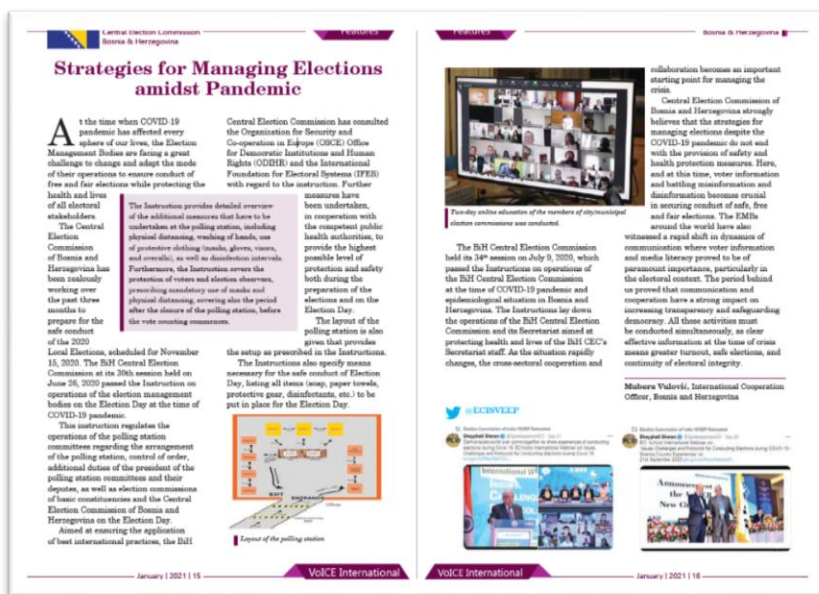 Central Election Commission
Bosnia & Herzegovina
Features
Strategies for Managing Elections
amidst Pandemic
At the time when COVID-19
pandemic has affected every
sphere of our lives, the Election
Management Bodies are facing a great
challenge to change and adapt the mode
of their operations to ensure conduct of
free and fair elections while protecting the
health and lives
of all electoral
stakeholders.
The Central
Election
Commission
of Bosnia and
Herzegovina has
been zealously
working over
the past three
months to
prepare for the
safe conduct
of the 2020
Local Elections, scheduled for November
15, 2020. The BiH Central Election
Commission at its 30th session held on
June 26, 2020 passed the Instruction on
operations of the election management
bodies on the Election Day at the time of
COVID-19 pandemic.
This instruction regulates the
operations of the polling station
committees regarding the arrangement
of the polling station, control of order,
additional duties of the president of the
polling station committees and their
deputes, as well as election commissions
of basic constituencies and the Central
Election Commission of Bosnia and
Herzegovina on the Election Day.
Aimed at ensuring the application
of best international practices, the BiH
The Instruction provides detailed overview
of the additional measures that have to be
undertaken at the polling station, including
physical distancing, washing of hands, use
of protective clothing (masks, gloves, visors,
and overalls), as well as disinfection intervals.
Furthermore, the Instruction covers the
protection of voters and election observers,
prescribing mandatory use of masks and
physical distancing, covering also the period
after the closure of the polling station, before
the vote counting commences.
Central Election Commission has consulted
the Organization for Security and
Co-operation in Europe (OSCE) Office
for Democratic Institutions and Human
Rights (ODIHR) and the International
Foundation for Electoral Systems (IFES)
with regard to the instruction. Further
measures have
been undertaken,
in cooperation with
the competent public
health authorities, to
provide the highest
possible level of
protection and safety
both during the
preparation of the
elections and on the
Election Day.
The layout of the
polling station is also
given that provides
the setup as prescribed in the Instructions.
The Instructions also specify means
necessary for the safe conduct of Election
Day, listing all items (soap, paper towels,
protective gear, disinfectants, etc.) to be
put in place for the Election Day.
EXIT
ENTRANCE
Layout of the polling station
January | 2021 | 15
VoICE International
Features
Bosnia & Herzegovina
Two-day online education of the members of city/municipal
election commissions was conducted.
The BiH Central Election Commission
held its 34th session on July 9, 2020, which
passed the Instructions on operations of
the BiH Central Election Commission
at the time of COVID-19 pandemic and
epidemiological situation in Bosnia and
Herzegovina. The Instructions lay down
the operations of the BiH Central Election
Commission and its Secretariat aimed at
protecting health and lives of the BiH CEC's
Secretariat staff. As the situation rapidly
changes, the cross-sectoral cooperation and
collaboration becomes an important
starting point for managing the
crisis.
Central Election Commission of
Bosnia and Herzegovina strongly
believes that the strategies for
managing elections despite the
COVID-19 pandemic do not end
with the provision of safety and
health protection measures. Here,
and at this time, voter information
and battling misinformation and
disinformation becomes crucial
in securing conduct of safe, free
and fair elections. The EMBs
around the world have also
witnessed a rapid shift in dynamics of
communication where voter information
and media literacy proved to be of
paramount importance, particularly in
the electoral context. The period behind
us proved that communication and
cooperation have a strong impact on
increasing transparency and safeguarding
democracy. All these activities must
be conducted simultaneously, as clear
effective information at the time of crisis
means greater turnout, safe elections, and
continuity of electoral integrity.
Mubera Vulović, International Cooperation
Officer, Bosnia and Herzegovina
@ECISVEEP
International W
Announcem
the A
New Ch
VoICE International
January | 2021 | 16